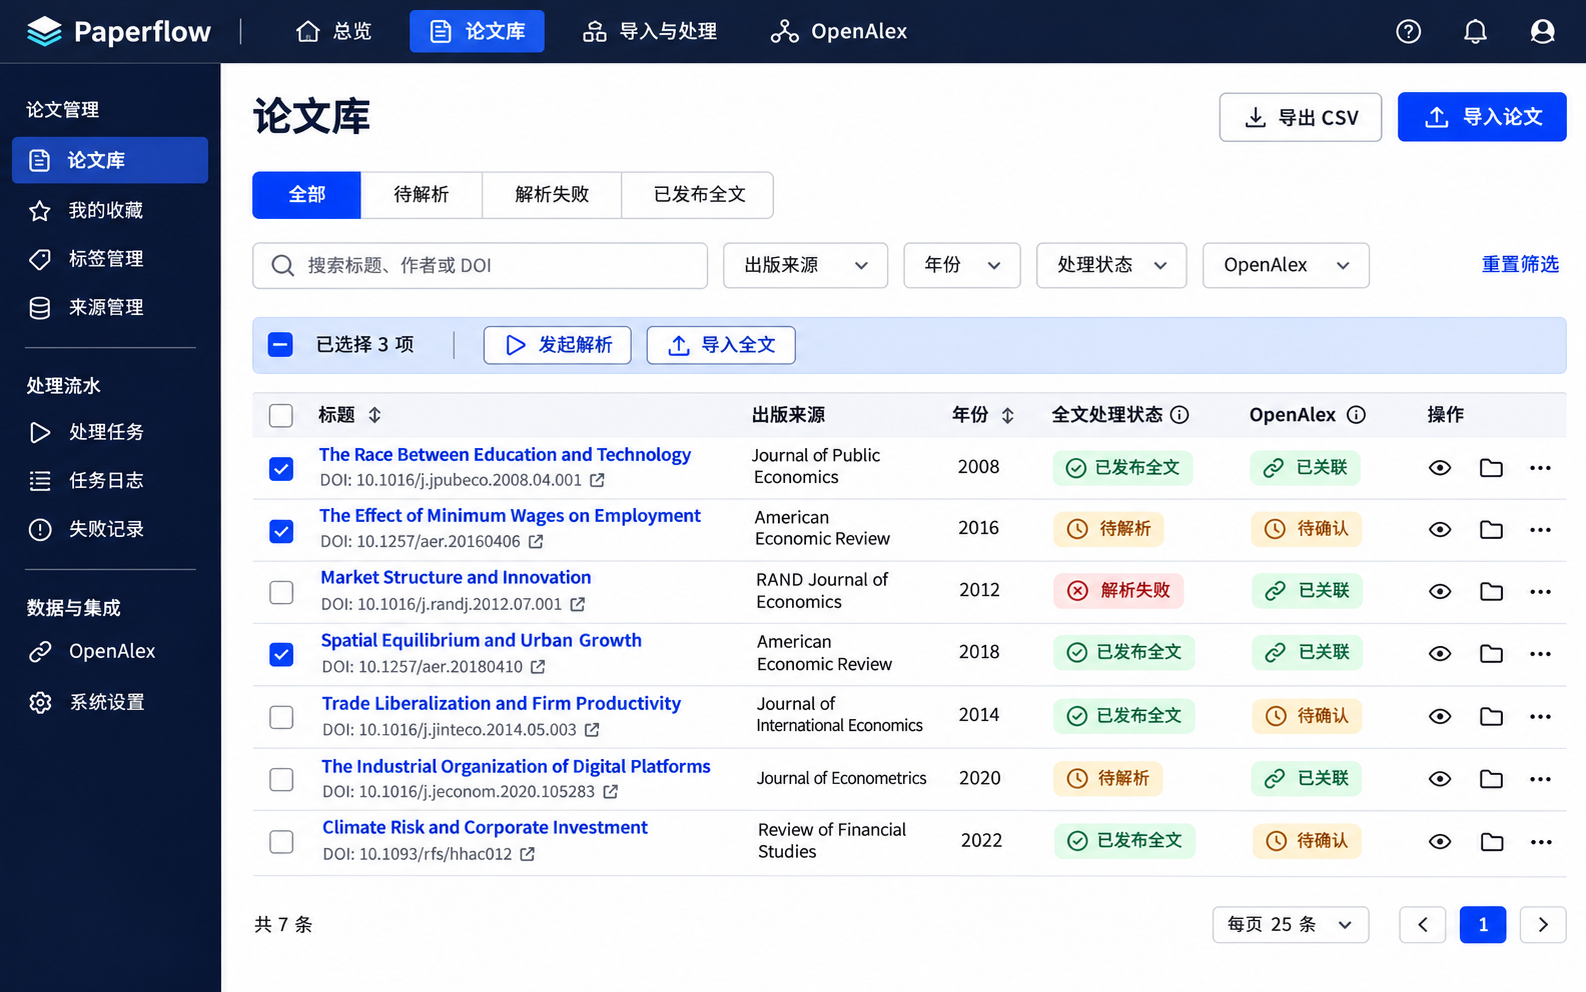 Paperflow
总览
论文库
导入与处理
OpenAlex
论文管理
论文库
我的收藏
标签管理
来源管理
处理流水
处理任务
任务日志
失败记录
数据与集成
OpenAlex
系统设置
论文库
导出 CSV
导入论文
全部
待解析
解析失败
已发布全文
搜索标题、作者或 DOI
出版来源
年份
处理状态
OpenAlex
重置筛选
已选择 3 项
发起解析
导入全文
标题
出版来源
年份
全文处理状态
OpenAlex
操作
The Race Between Education and Technology
DOI: 10.1016/j.jpubeco.2008.04.001
Journal of Public
Economics
2008
已发布全文
已关联
The Effect of Minimum Wages on Employment
DOI: 10.1257/aer.20160406
American
Economic Review
2016
待解析
待确认
Market Structure and Innovation
DOI: 10.1016/j.randj.2012.07.001
RAND Journal of
Economics
2012
解析失败
已关联
Spatial Equilibrium and Urban Growth
DOI: 10.1257/aer.20180410
American
Economic Review
2018
已发布全文
已关联
Trade Liberalization and Firm Productivity
DOI: 10.1016/j.jinteco.2014.05.003
Journal of
International Economics
2014
已发布全文
待确认
The Industrial Organization of Digital Platforms
DOI: 10.1016/j.jeconom.2020.105283
Journal of Econometrics
2020
待解析
已关联
Climate Risk and Corporate Investment
DOI: 10.1093/rfs/hhac012
Review of Financial
Studies
2022
已发布全文
待确认
共 7 条
每页 25 条
1